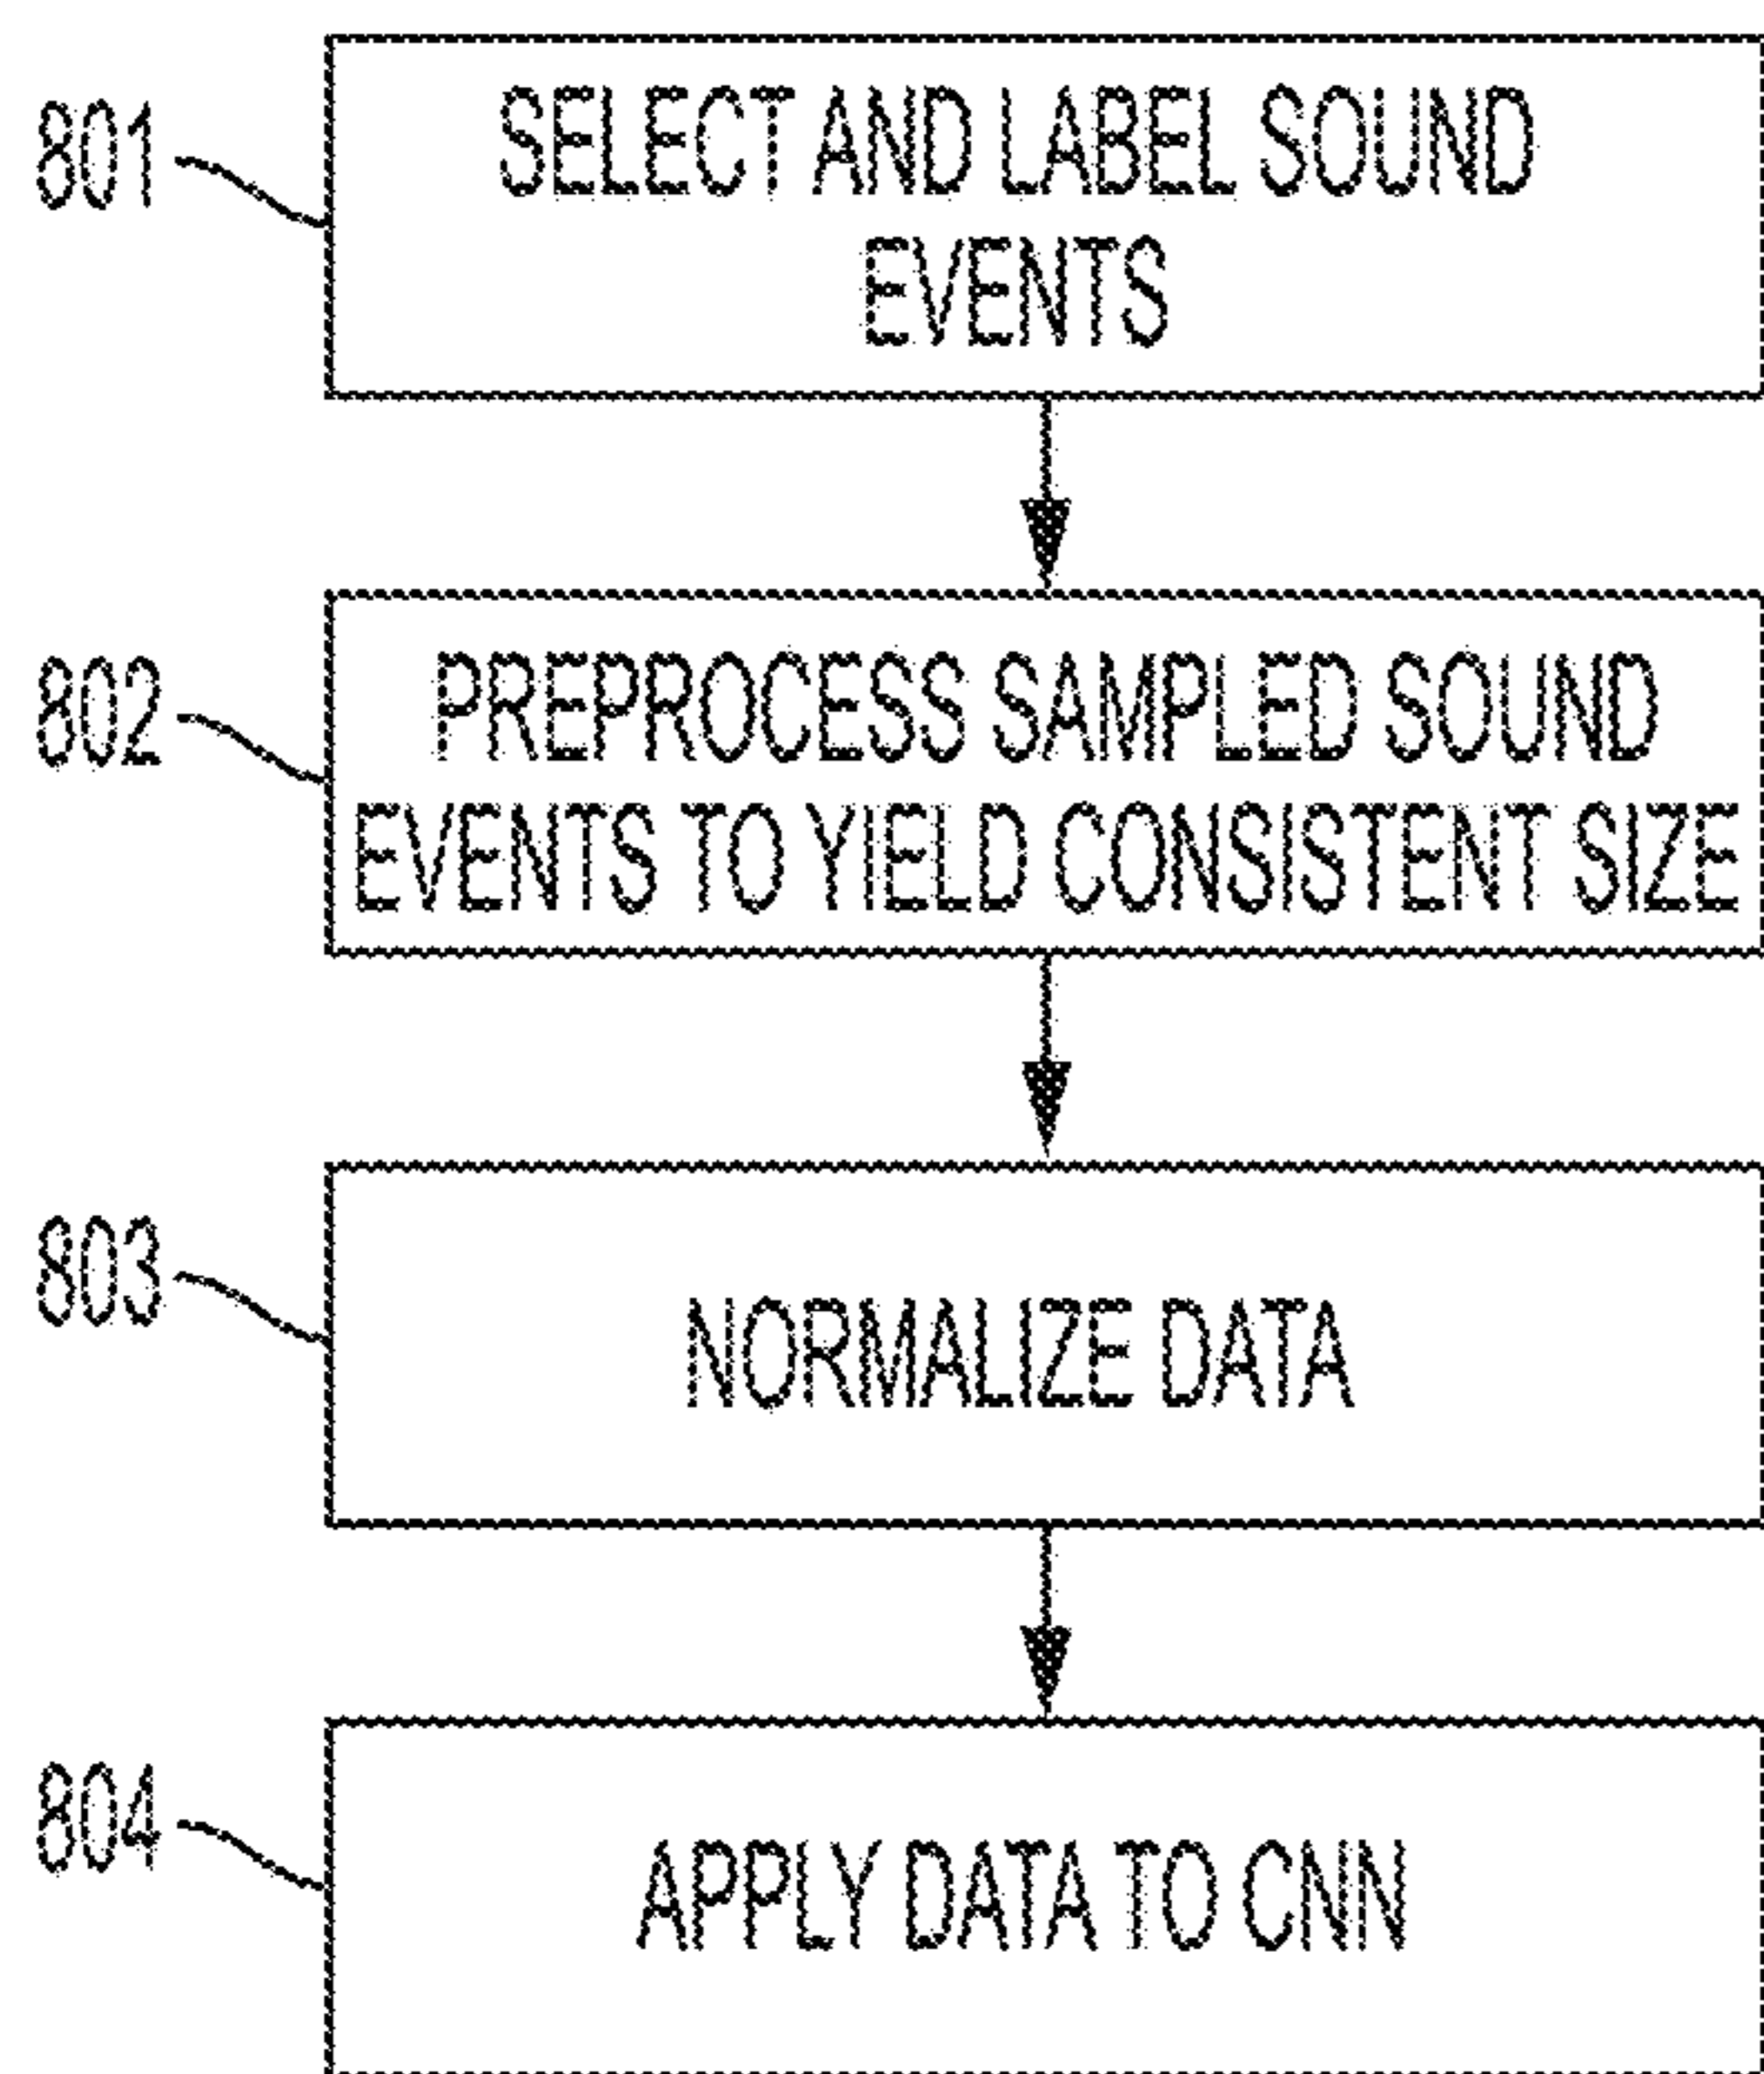 801
SELECT AND LABEL SOUND
EVENTS
802
PREPROCESS SAMPLED SOUND
EVENTS TO YIELD CONSISTENT SIZE
803
NORMALIZE DATA
804
APPLY DATA TO CNN